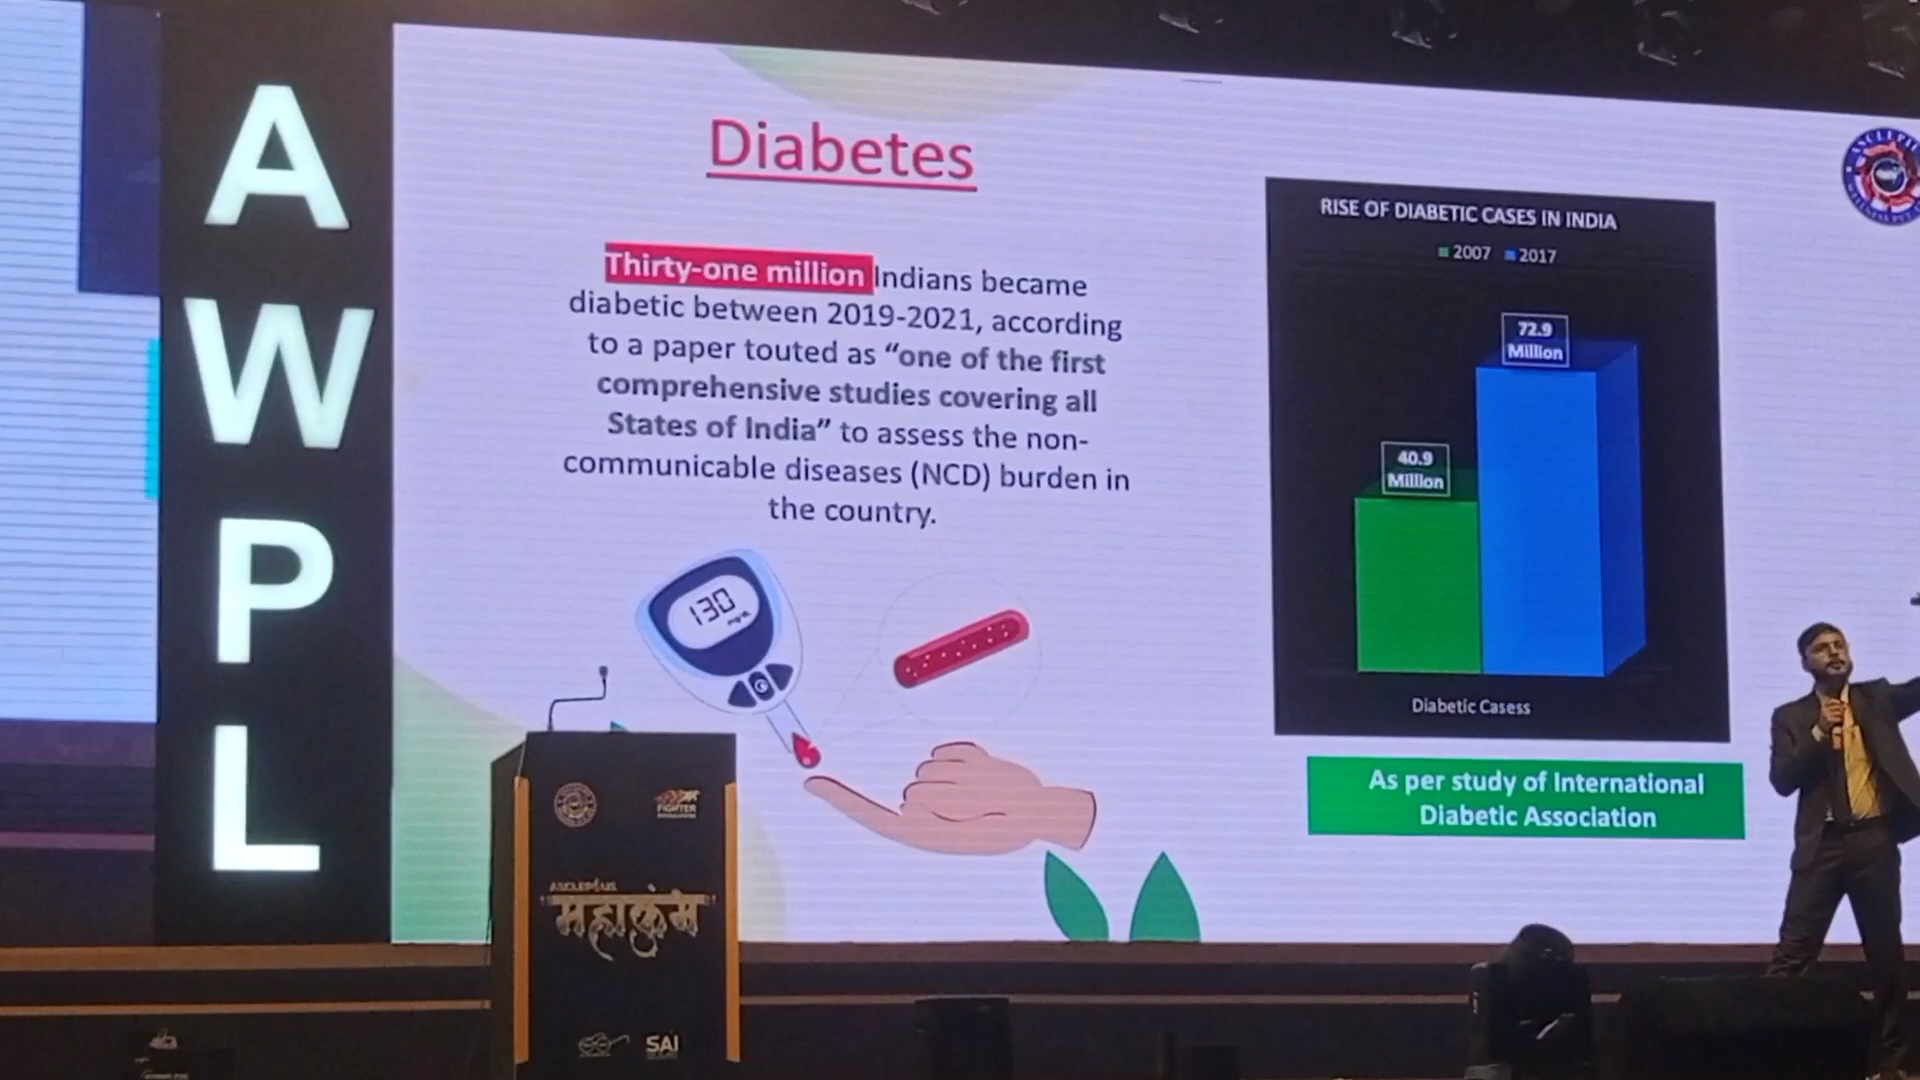 A
W
P
L
Diabetes
Thirty-one million Indians became
diabetic between 2019-2021, according
to a paper touted as “one of the first
comprehensive studies covering all
States of India” to assess the non-
communicable diseases (NCD) burden in
the country.
130
RISE OF DIABETIC CASES IN INDIA
2007 2017
72.9
Million
40.9
Million
Diabetic Casess
As per study of International
Diabetic Association
FIGHTER
ASCLEPIUS
महाकुंभ
SAI